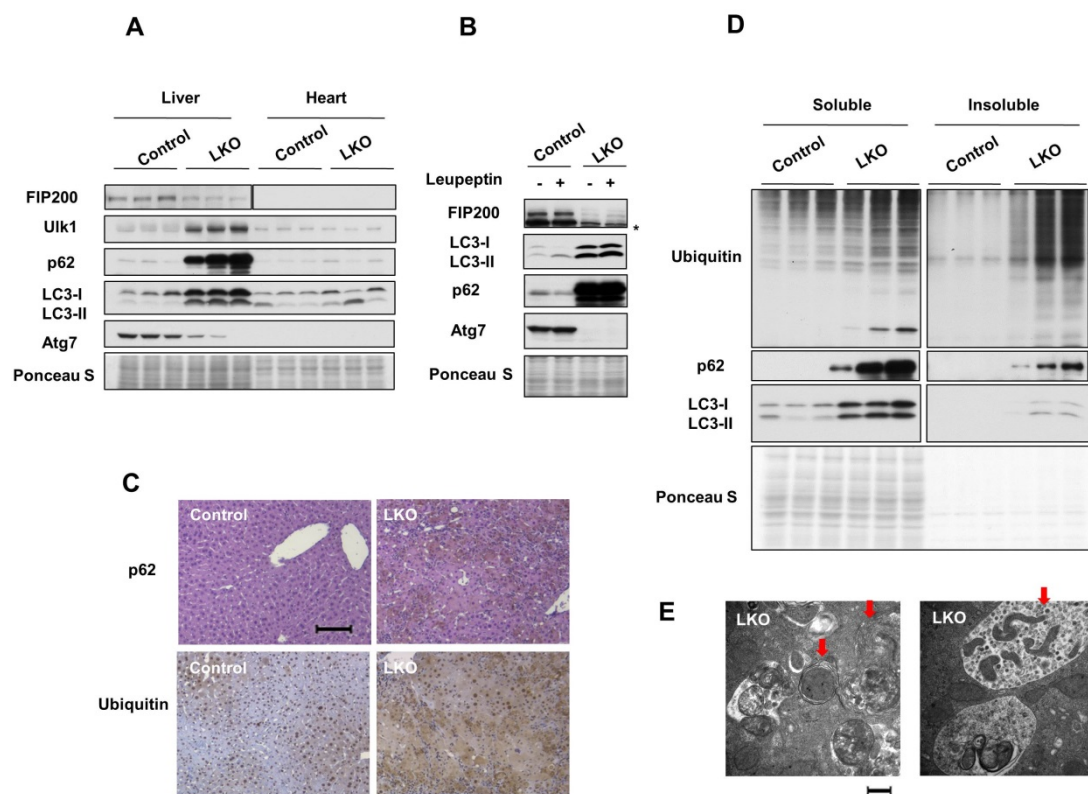 A
Liver Heart
Control LKO Control LKO
FIP200
Ulk1
p62
LC3-I
LC3-II
Atg7
Ponceau S
B
Control LKO
Leupeptin - + - +
FIP200
*
LC3-I
LC3-II
p62
Atg7
Ponceau S
C
Control LKO
p62
Control LKO
Ubiquitin
D
Soluble Insoluble
Control LKO Control LKO
Ubiquitin
p62
LC3-I
LC3-II
Ponceau S
E
LKO LKO